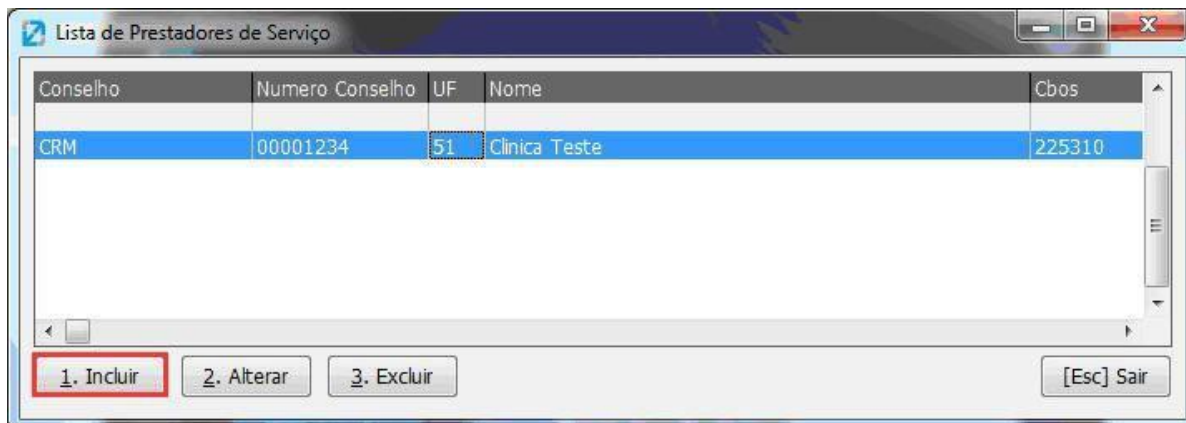 Lista de Prestadores de Serviço
Conselho Numero Conselho UF Nome Cbos
CRM 00001234 51 Clinica Teste 225310
1. Incluir 2. Alterar 3. Excluir [Esc] Sair